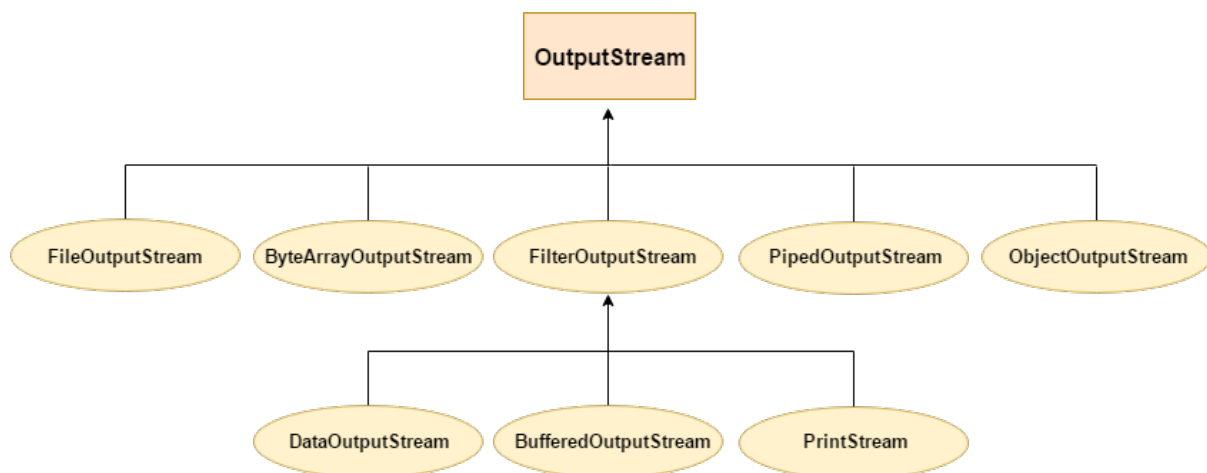 OutputStream
FileOutputStream
ByteArrayOutputStream
FilterOutputStream
PipedOutputStream
ObjectOutputStream
DataOutputStream
BufferedOutputStream
PrintStream